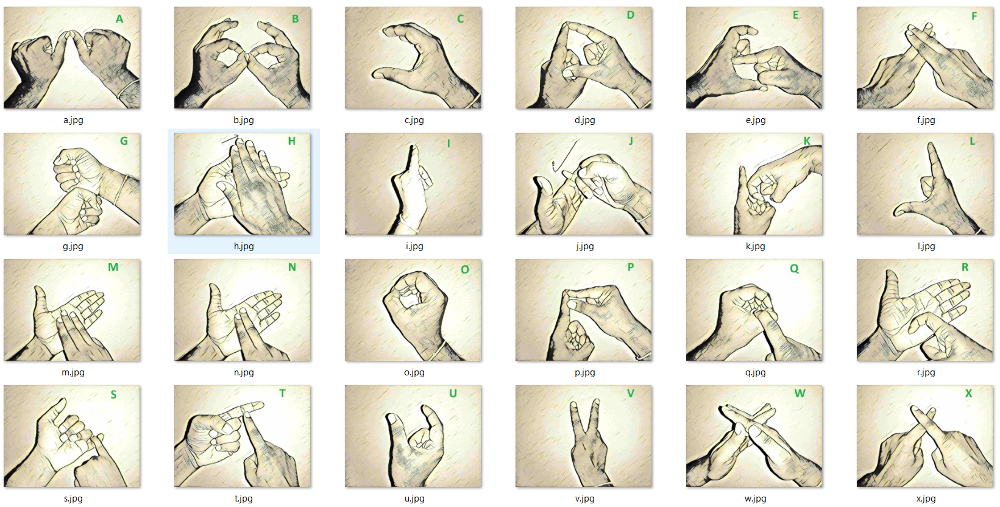 A B C D E F
a.jpg b.jpg c.jpg d.jpg e.jpg f.jpg
G H I J K L
g.jpg h.jpg i.jpg j.jpg k.jpg l.jpg
M N O P Q R
m.jpg n.jpg o.jpg p.jpg q.jpg r.jpg
S T U V W X
s.jpg t.jpg u.jpg v.jpg w.jpg x.jpg